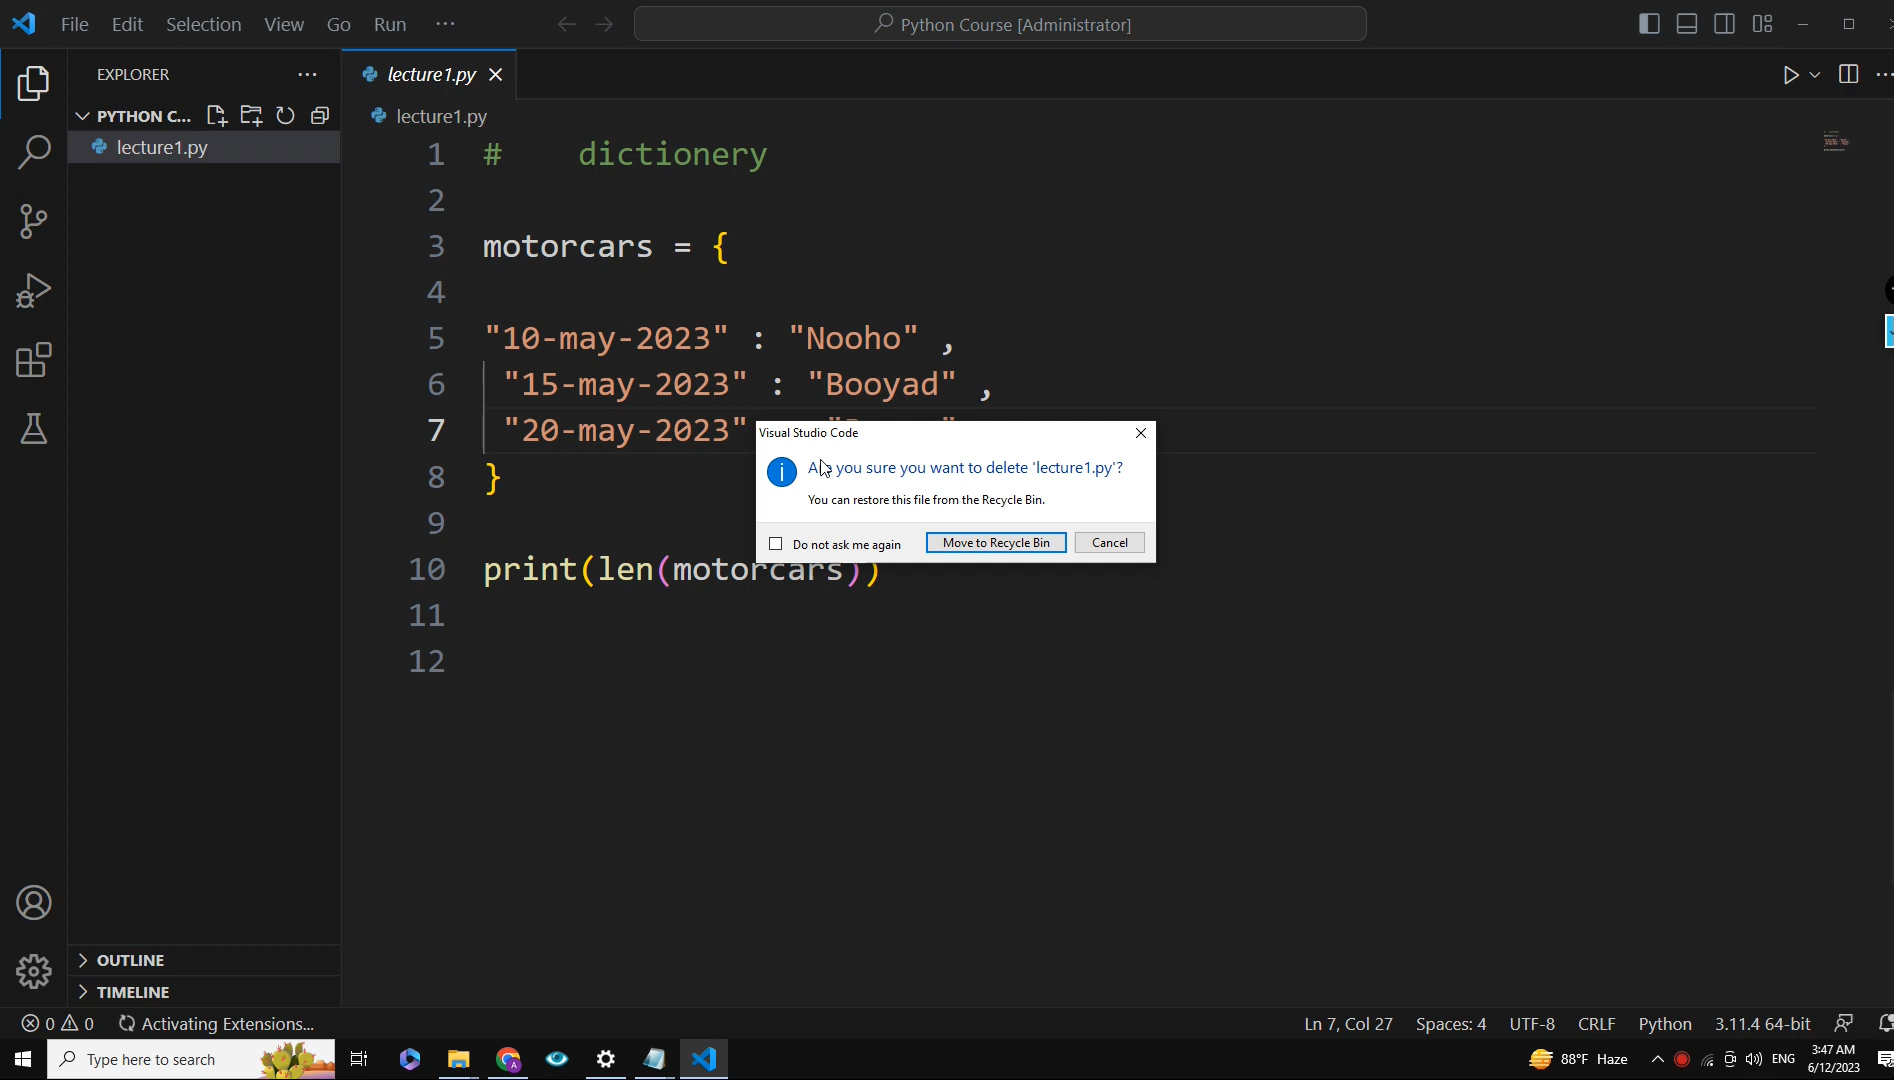 File Edit Selection View Go Run ···
Python Course [Administrator]
EXPLORER ···
PYTHON C...
lecture1.py
lecture1.py
lecture1.py
1 # dictionery
2
3 motorcars = {
4
5 "10-may-2023" : "Nooho" ,
6 "15-may-2023" : "Booyad" ,
7 "20-may-2023"
8 }
9
10 print(len(motorcars))
11
12
Visual Studio Code
Are you sure you want to delete 'lecture1.py'?
You can restore this file from the Recycle Bin.
Do not ask me again
Move to Recycle Bin
Cancel
OUTLINE
TIMELINE
0 0 Activating Extensions...
Ln 7, Col 27 Spaces: 4 UTF-8 CRLF Python 3.11.4 64-bit
Type here to search
88°F Haze
ENG
3:47 AM
6/12/2023